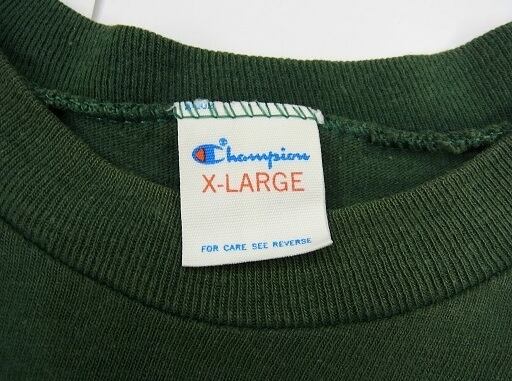 Champion
X-LARGE
FOR CARE SEE REVERSE